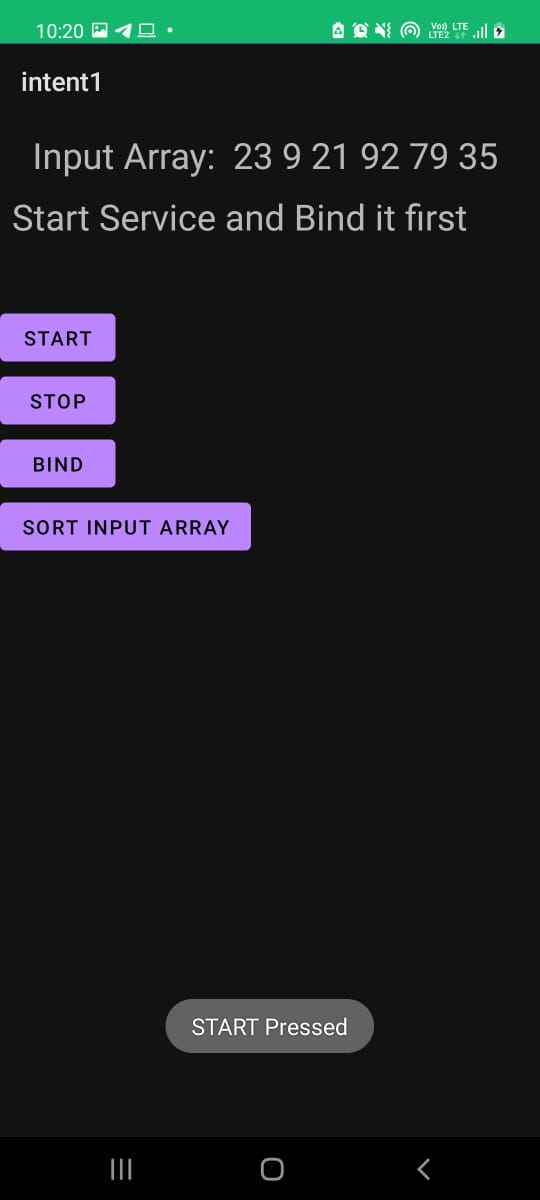 10:20 Vo)) LTE
LTE2
intent1
Input Array: 23 9 21 92 79 35
Start Service and Bind it first
START
STOP
BIND
SORT INPUT ARRAY
START Pressed